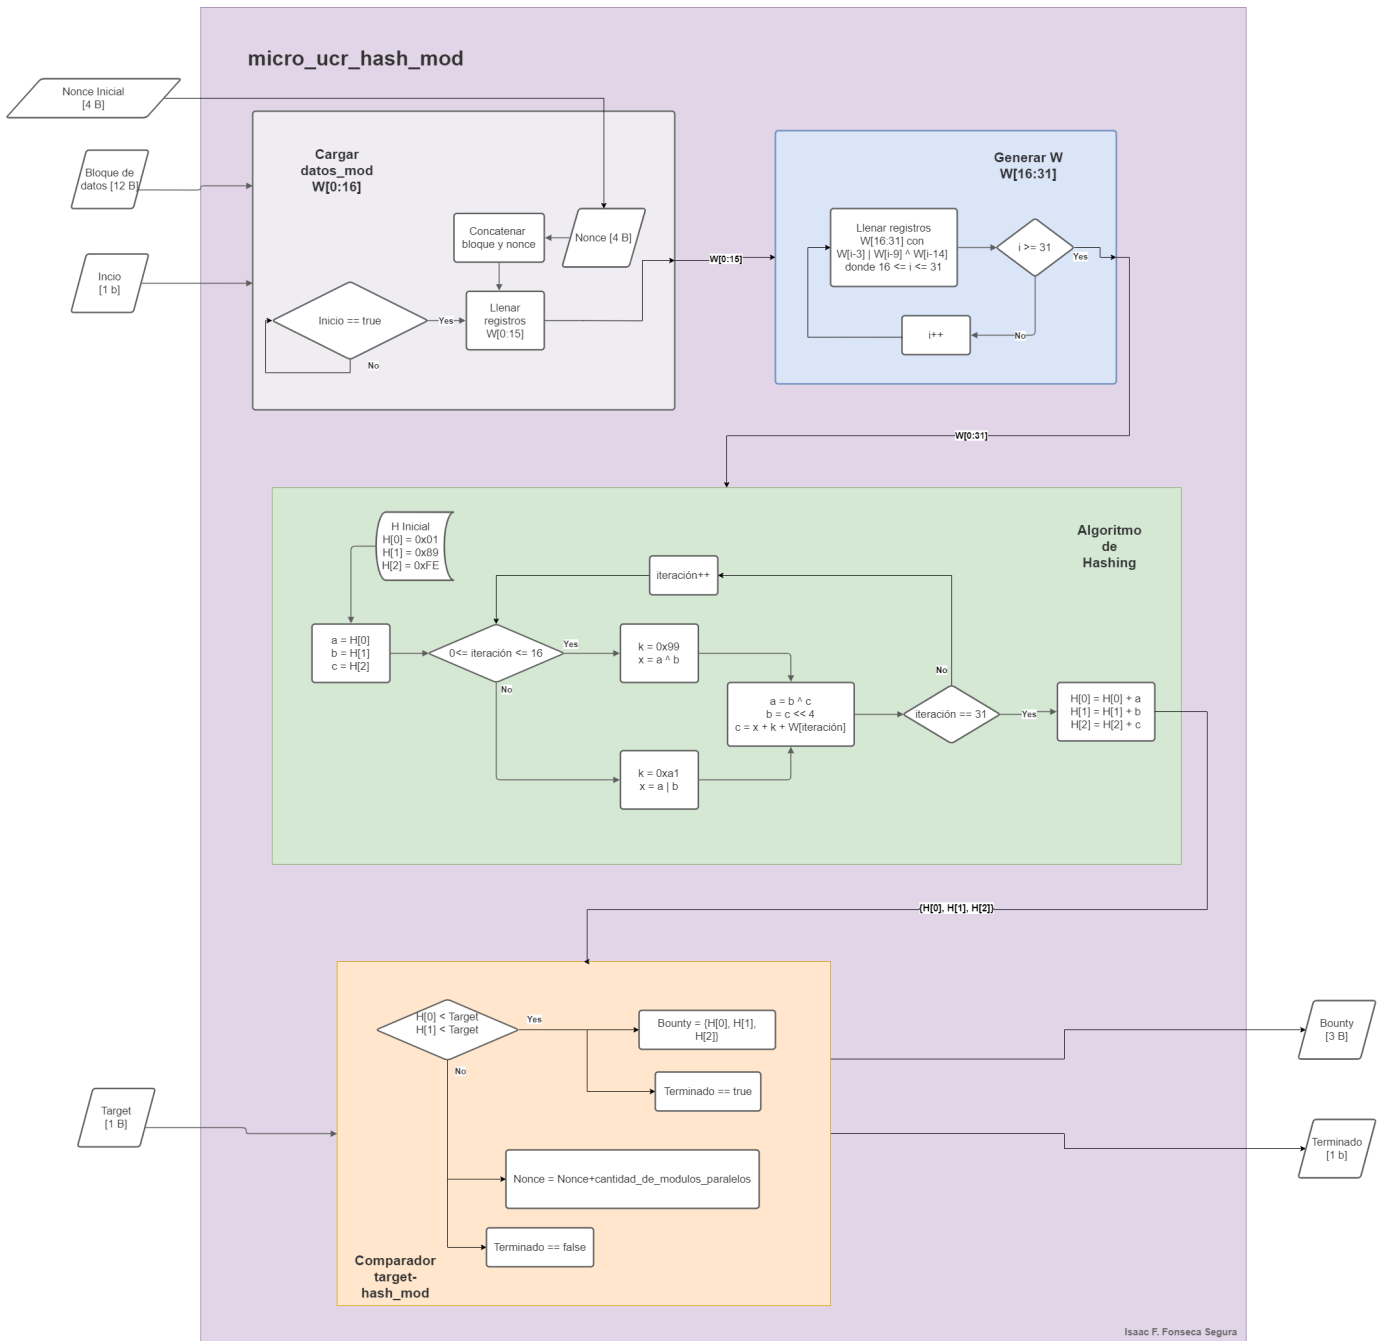 micro_ucr_hash_mod
Nonce Inicial
[4 B]
Bloque de
datos [12 B]
Incio
[1 b]
Cargar
datos_mod
W[0:16]
Nonce [4 B]
Concatenar
bloque y nonce
Inicio == true
Yes
No
Llenar
registros
W[0:15]
W[0:15]
Generar W
W[16:31]
Llenar registros
W[16:31] con
W[i-3] | W[i-9] ^ W[i-14]
donde 16 <= i <= 31
i >= 31
Yes
No
i++
W[0:31]
Algoritmo
de
Hashing
H Inicial
H[0] = 0x01
H[1] = 0x89
H[2] = 0xFE
iteración++
a = H[0]
b = H[1]
c = H[2]
0<= iteración <= 16
Yes
No
k = 0x99
x = a ^ b
k = 0xa1
x = a | b
a = b ^ c
b = c << 4
c = x + k + W[iteración]
No
iteración == 31
Yes
H[0] = H[0] + a
H[1] = H[1] + b
H[2] = H[2] + c
{H[0], H[1], H[2]}
H[0] < Target
H[1] < Target
Yes
No
Bounty = {H[0], H[1],
H[2]}
Terminado == true
Nonce = Nonce+cantidad_de_modulos_paralelos
Terminado == false
Comparador
target-
hash_mod
Target
[1 B]
Bounty
[3 B]
Terminado
[1 b]
Isaac F. Fonseca Segura